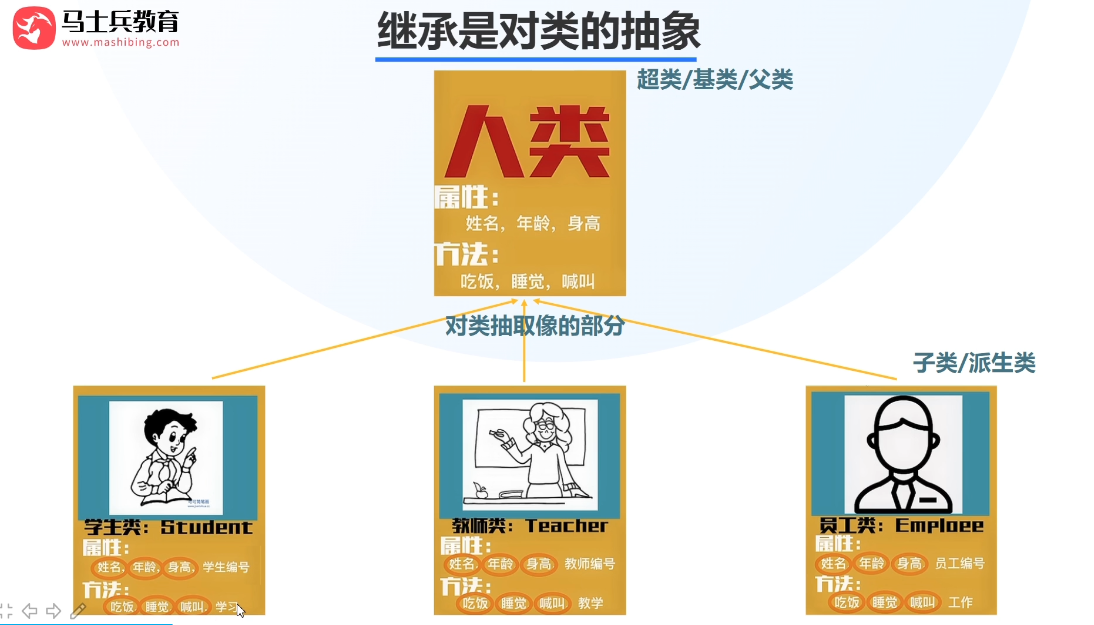 马士兵教育
www.mashibing.com
继承是对类的抽象
超类/基类/父类
人类
属性：
姓名，年龄，身高
方法：
吃饭，睡觉，喊叫
对类抽取像的部分
子类/派生类
学生类：Student
属性：
姓名，年龄，身高，学生编号
方法：
吃饭 睡觉 喊叫，学习
教师类：Teacher
属性：
姓名，年龄 身高 教师编号
方法：
吃饭 睡觉 喊叫 教学
员工类：Emploee
属性：
姓名 年龄 身高 员工编号
方法：
吃饭 睡觉 喊叫 工作